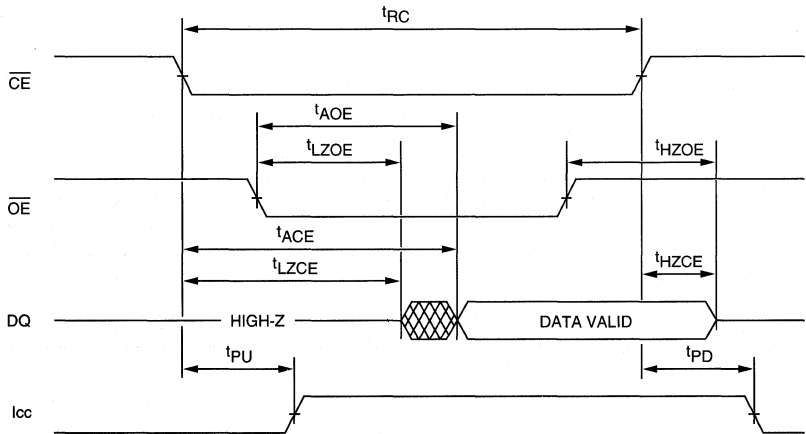 tRC
CE
tAOE
tLZOE
tHZOE
OE
tACE
tLZCE
tHZCE
DQ
HIGH-Z
DATA VALID
tPU
tPD
Icc